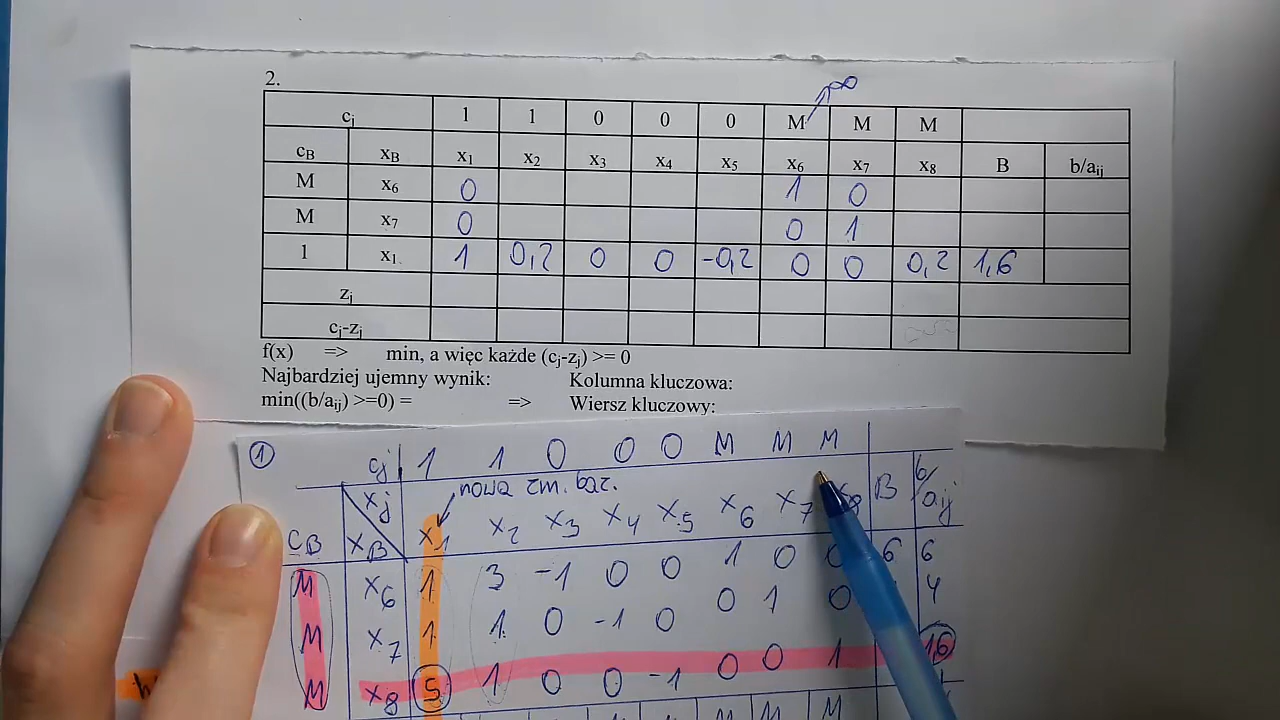 2.
∞
cj 1 1 0 0 0 M M M
cB xB x1 x2 x3 x4 x5 x6 x7 x8 B b/aij
M x6 0 1 0
M x7 0 0 1
1 x1 1 0,2 0 0 -0,2 0 0 0,2 1,6
zj
cj-zj
f(x) => min, a więc każde (cj-zj) >= 0
Najbardziej ujemny wynik: Kolumna kluczowa:
min((b/aij) >=0) = => Wiersz kluczowy:
1 cj 1 1 0 0 0 M M M
nowa zm. baz.
cB xj xB x1 x2 x3 x4 x5 x6 x7 x8 B b/aij
M x6 1 3 -1 0 0 1 0 0 6 6
M x7 1 1 0 -1 0 0 1 0 4
M x8 5 1 0 0 -1 0 0 1 1,6
M M M